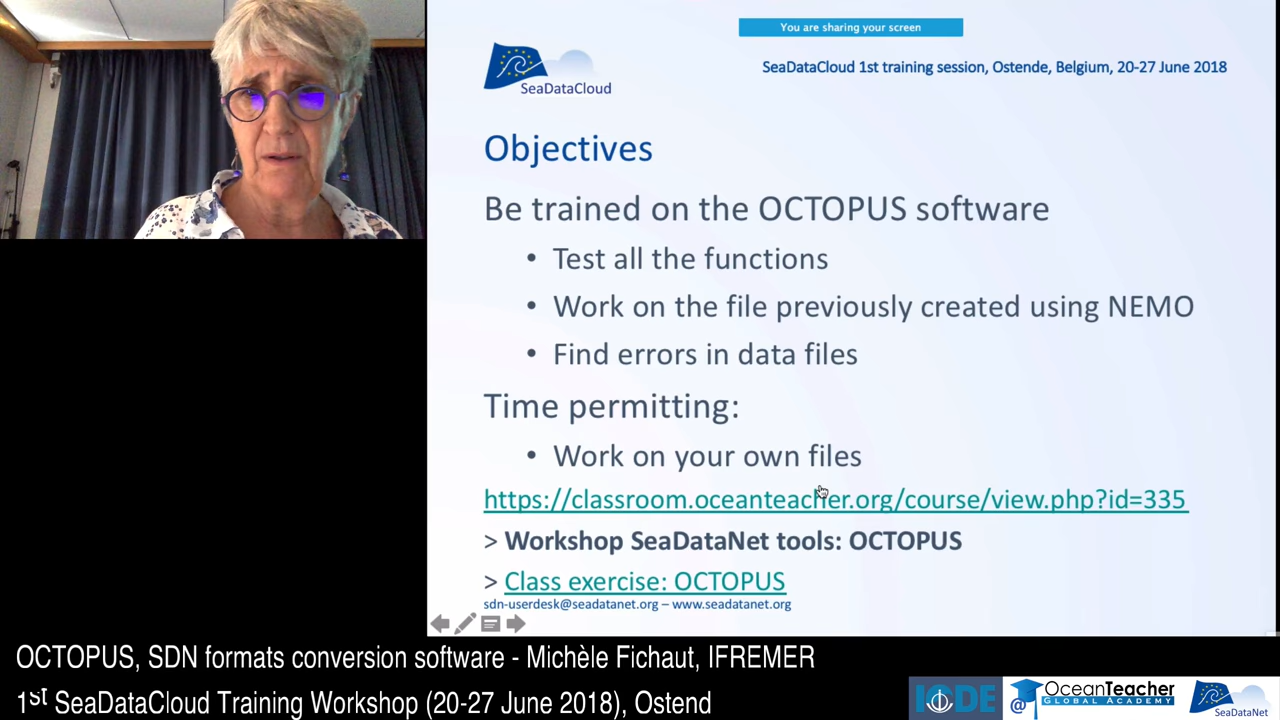 You are sharing your screen
SeaDataCloud
SeaDataCloud 1st training session, Ostende, Belgium, 20-27 June 2018
Objectives
Be trained on the OCTOPUS software
• Test all the functions
• Work on the file previously created using NEMO
• Find errors in data files
Time permitting:
• Work on your own files
https://classroom.oceanteacher.org/course/view.php?id=335
> Workshop SeaDataNet tools: OCTOPUS
> Class exercise: OCTOPUS
sdn-userdesk@seadatanet.org – www.seadatanet.org
OCTOPUS, SDN formats conversion software - Michèle Fichaut, IFREMER
1st SeaDataCloud Training Workshop (20-27 June 2018), Ostend
IODE
@ OceanTeacher
GLOBAL ACADEMY
SeaDataNet